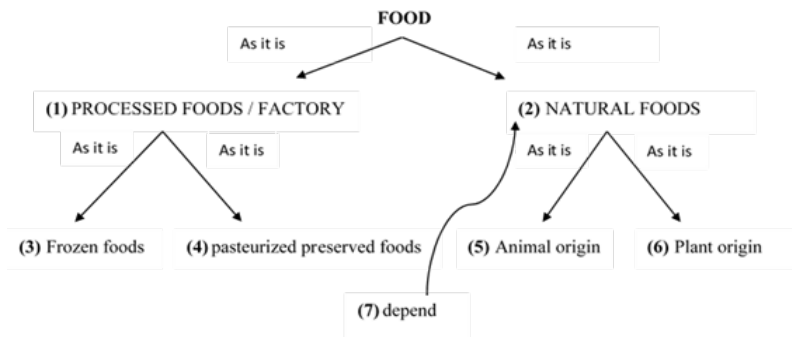 FOOD
As it is
As it is
(1) PROCESSED FOODS / FACTORY
(2) NATURAL FOODS
As it is
As it is
As it is
As it is
(3) Frozen foods
(4) pasteurized preserved foods
(5) Animal origin
(6) Plant origin
(7) depend